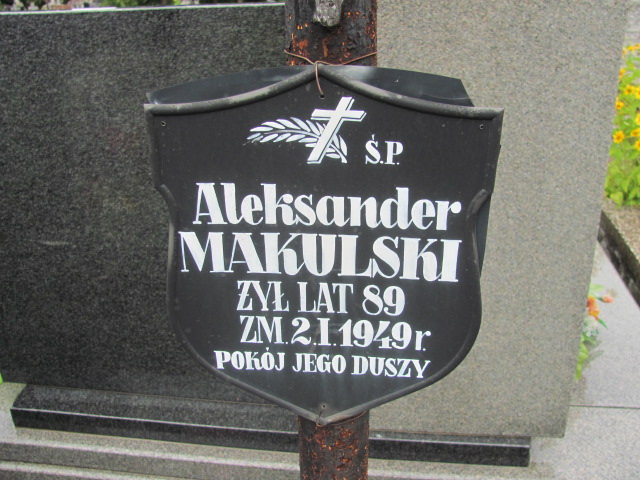 Ś.P.
Aleksander
MAKULSKI
ŻYŁ LAT 89
ZM. 2.I.1949 r.
POKÓJ JEGO DUSZY